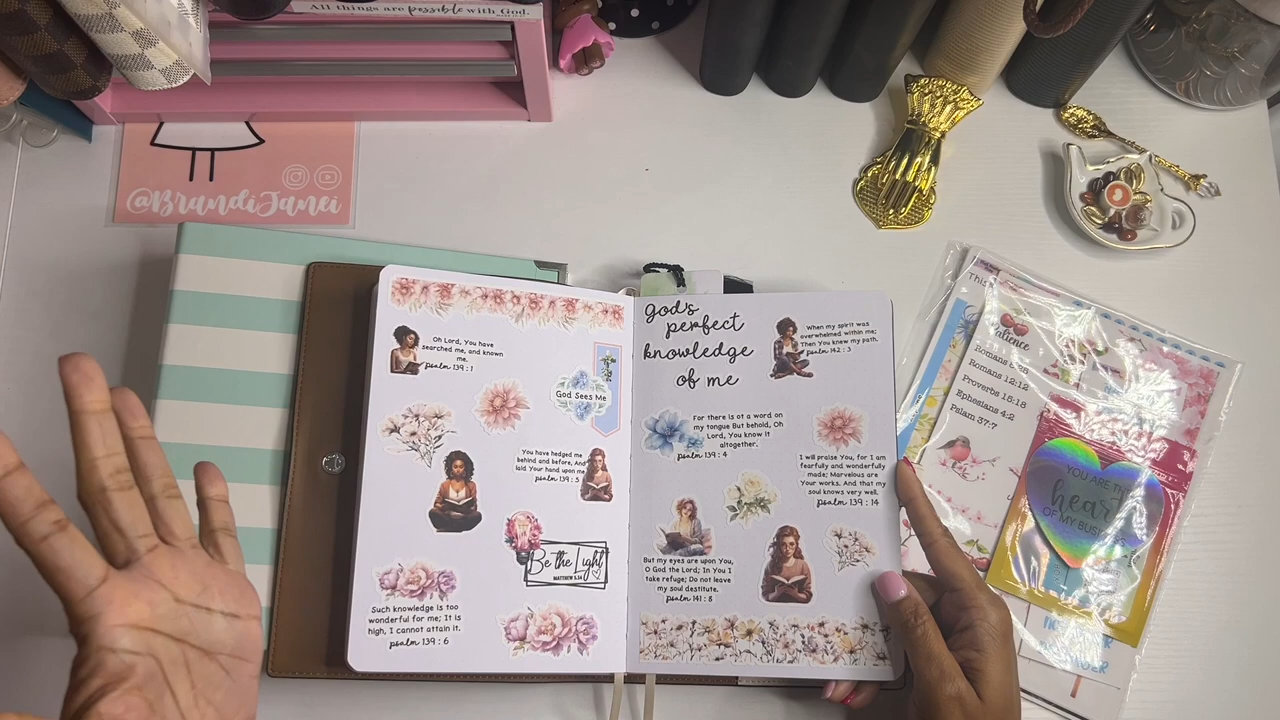 All things are possible with God.
@BrandiJanei
Oh Lord, You have
searched me, and known
me.
psalm 139 : 1
God Sees Me
You have hedged me
behind and before, And
laid Your hand upon me
psalm 139 : 5
Be the Light
MATTHEW 5:14
Such knowledge is too
wonderful for me; It is
high, I cannot attain it.
psalm 139 : 6
god's
perfect
knowledge
of me
When my spirit was
overwhelmed within me;
Then You knew my path.
psalm 142 : 3
For there is ot a word on
my tongue But behold, Oh
Lord, You know it
altogether.
psalm 139 : 4
I will praise You, for I am
fearfully and wonderfully
made; Marvelous are
Your works, And that my
soul knows very well.
psalm 139 : 14
But my eyes are upon You,
O God the Lord; In You I
take refuge; Do not leave
my soul destitute.
psalm 141 : 8
This
Patience
Romans 8:25
Romans 12:12
Proverbs 15:18
Ephesians 4:2
Pslam 37:7
YOU ARE THE
heart
OF MY BUSINESS